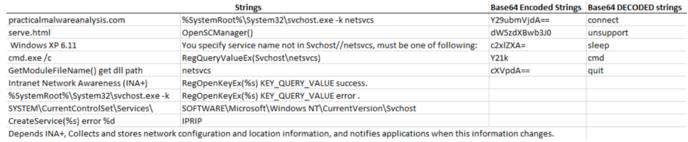 Strings Base64 Encoded Strings Base64 DECODED strings
practicalmalwareanalysis.com %SystemRoot%\System32\svchost.exe -k netsvcs Y29ubmVjdA== connect
serve.html OpenSCManager() dW5zdXBwb3J0 unsupport
Windows XP 6.11 You specify service name not in Svchost//netsvcs, must be one of following: c2xlZXA= sleep
cmd.exe /c RegQueryValueEx(Svchost\netsvcs) Y21k cmd
GetModuleFileName() get dll path netsvcs cXVpdA== quit
Intranet Network Awareness (INA+) RegOpenKeyEx(%s) KEY_QUERY_VALUE success.
%SystemRoot%\System32\svchost.exe -k RegOpenKeyEx(%s) KEY_QUERY_VALUE error .
SYSTEM\CurrentControlSet\Services\ SOFTWARE\Microsoft\Windows NT\CurrentVersion\Svchost
CreateService(%s) error %d IPRIP
Depends INA+, Collects and stores network configuration and location information, and notifies applications when this information changes.